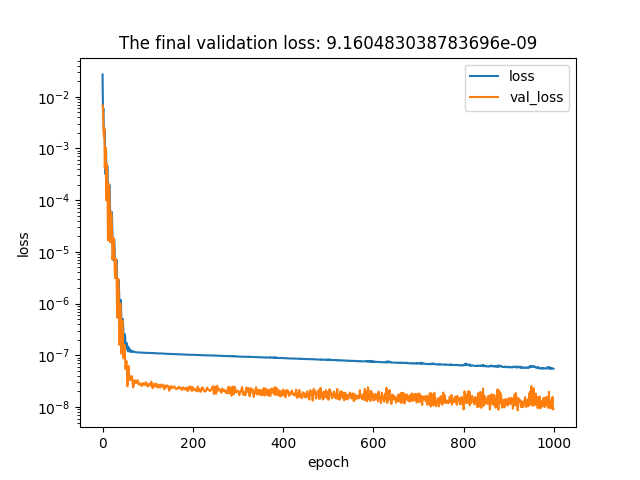 The final validation loss: 9.160483038783696e-09
loss
val_loss
10⁻²
10⁻³
10⁻⁴
10⁻⁵
10⁻⁶
10⁻⁷
10⁻⁸
loss
0 200 400 600 800 1000
epoch